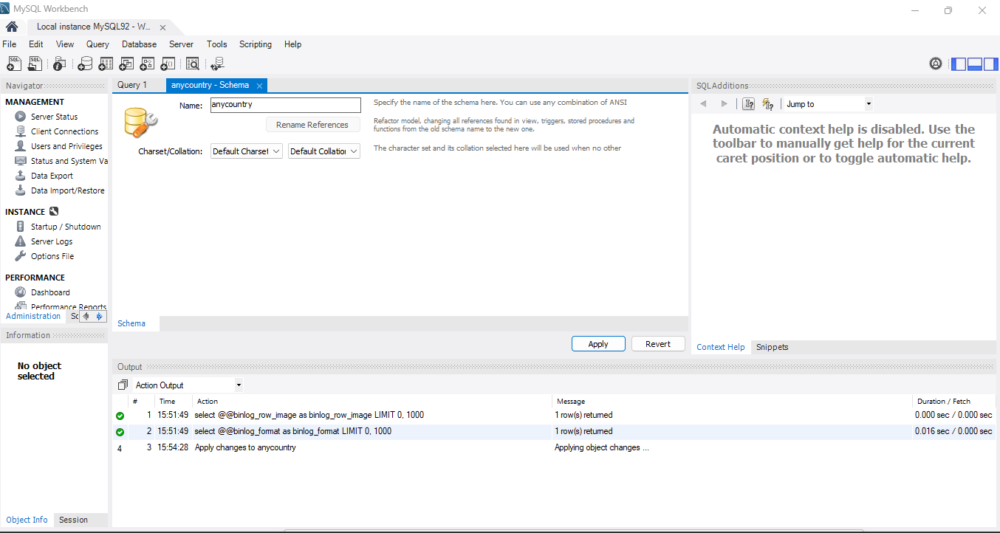 MySQL Workbench
Local instance MySQL92 - W...
File Edit View Query Database Server Tools Scripting Help
Navigator
MANAGEMENT
Server Status
Client Connections
Users and Privileges
Status and System Va
Data Export
Data Import/Restore
INSTANCE
Startup / Shutdown
Server Logs
Options File
PERFORMANCE
Dashboard
Performance Reports
Administration Sc
Information
No object
selected
Object Info Session
Query 1 anycountry - Schema
Name: anycountry
Specify the name of the schema here. You can use any combination of ANSI
Rename References
Refactor model, changing all references found in view, triggers, stored procedures and
functions from the old schema name to the new one.
Charset/Collation: Default Charset Default Collation
The character set and its collation selected here will be used when no other
Schema
Apply Revert
SQLAdditions
Jump to
Automatic context help is disabled. Use the
toolbar to manually get help for the current
caret position or to toggle automatic help.
Context Help Snippets
Output
Action Output
# Time Action Message Duration / Fetch
1 15:51:49 select @@binlog_row_image as binlog_row_image LIMIT 0, 1000 1 row(s) returned 0.000 sec / 0.000 sec
2 15:51:49 select @@binlog_format as binlog_format LIMIT 0, 1000 1 row(s) returned 0.016 sec / 0.000 sec
4 3 15:54:28 Apply changes to anycountry Applying object changes ...